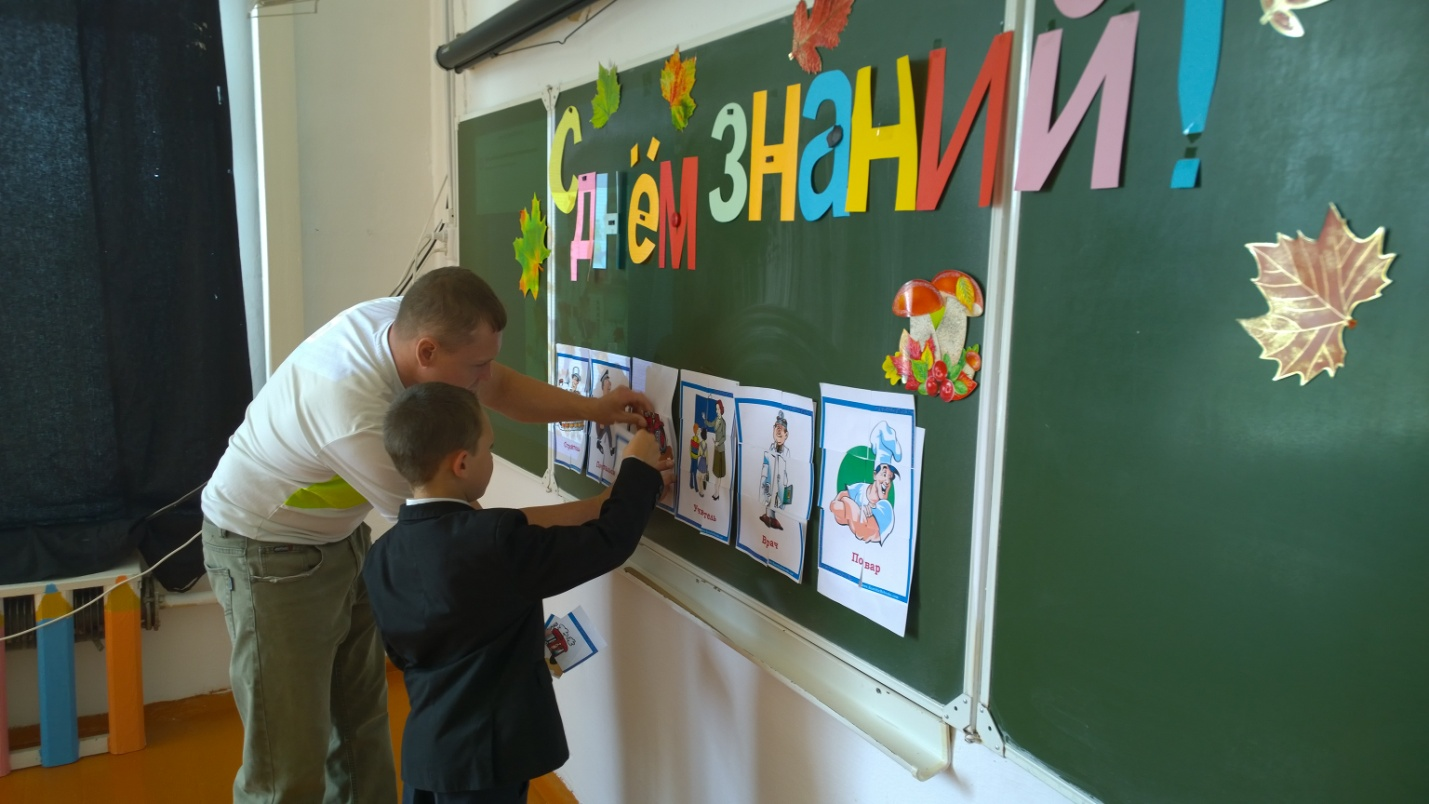 С днём знаний!
Учитель
Врач
Повар